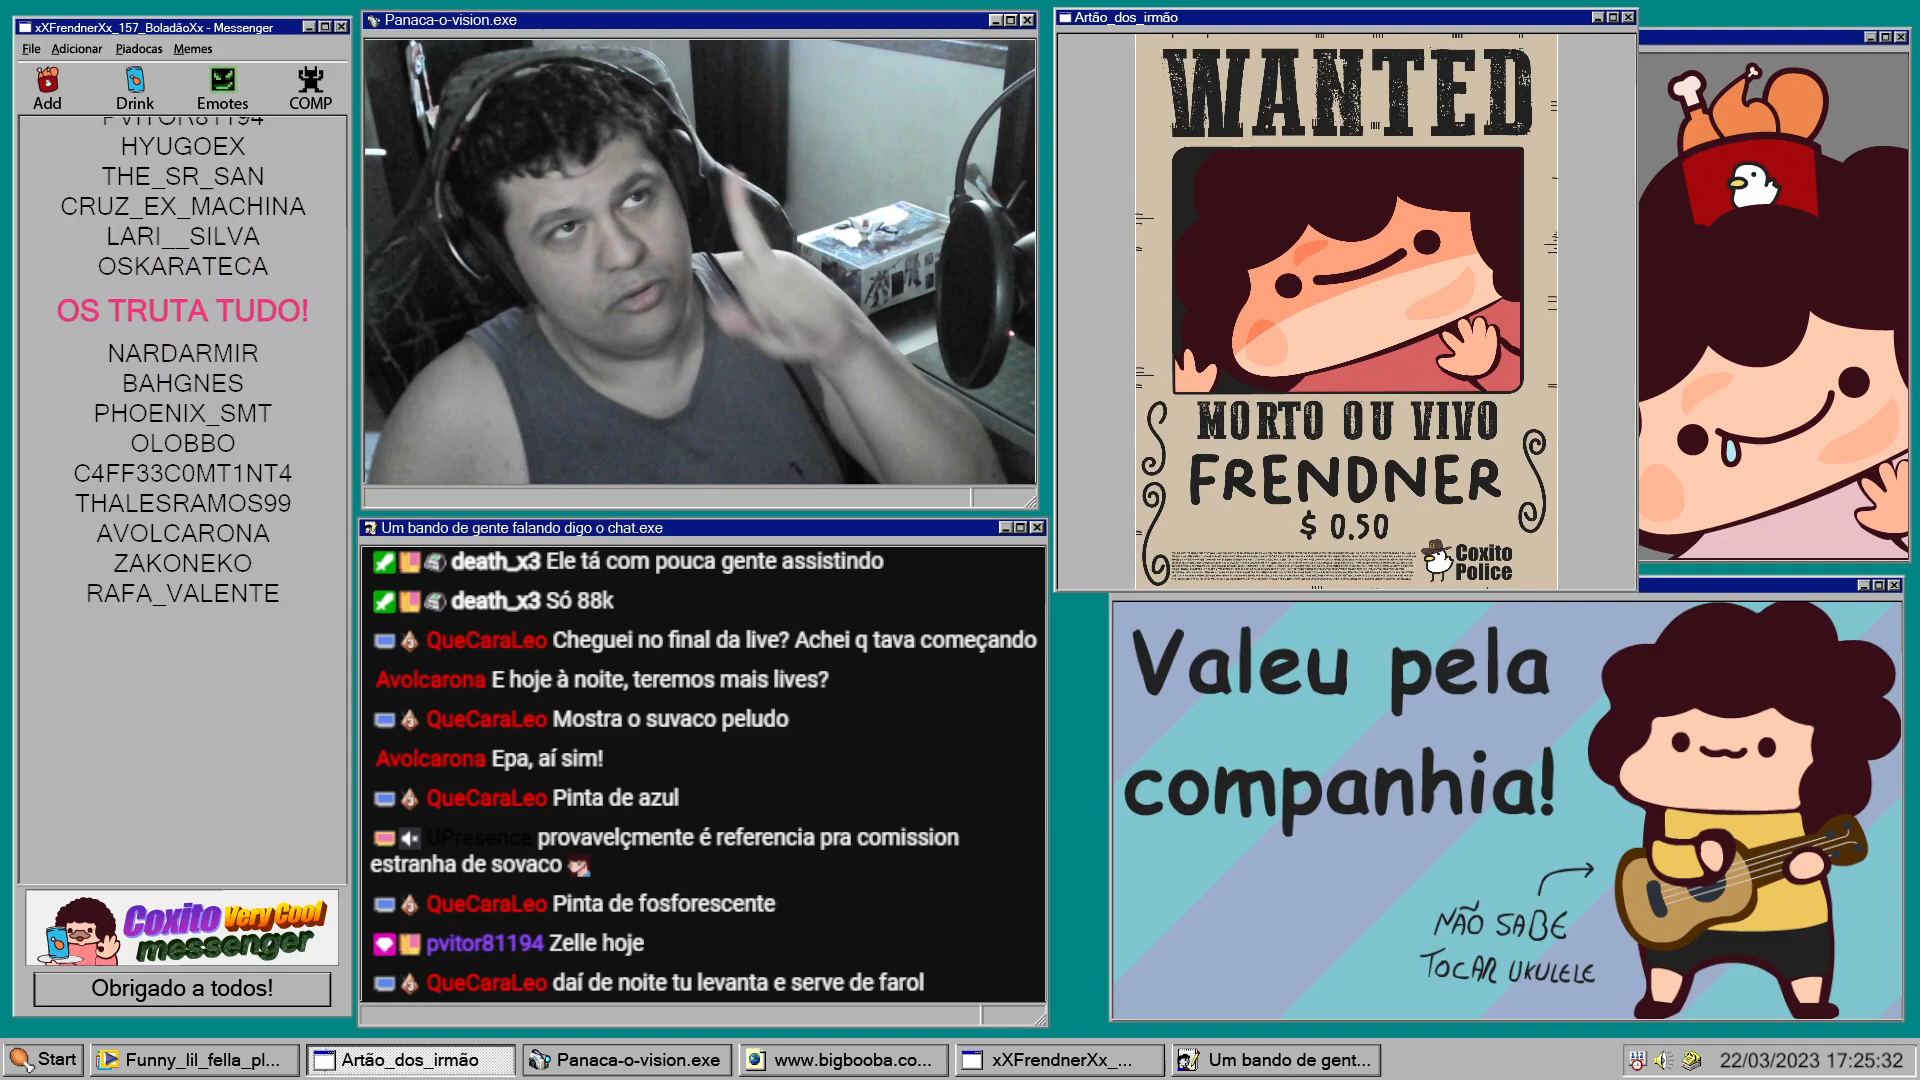 xXFrendnerXx_157_BoladãoXx - Messenger
File Adicionar Piadocas Memes
Add Drink Emotes COMP
PVITOR81194
HYUGOEX
THE_SR_SAN
CRUZ_EX_MACHINA
LARI__SILVA
OSKARATECA
OS TRUTA TUDO!
NARDARMIR
BAHGNES
PHOENIX_SMT
OLOBBO
C4FF33C0MT1NT4
THALESRAMOS99
AVOLCARONA
ZAKONEKO
RAFA_VALENTE
Coxito Very Cool
messenger
Obrigado a todos!
Panaca-o-vision.exe
Um bando de gente falando digo o chat.exe
death_x3 Ele tá com pouca gente assistindo
death_x3 Só 88k
QueCaraLeo Cheguei no final da live? Achei q tava começando
Avolcarona E hoje à noite, teremos mais lives?
QueCaraLeo Mostra o suvaco peludo
Avolcarona Epa, aí sim!
QueCaraLeo Pinta de azul
UPresence provavelçmente é referencia pra comission
estranha de sovaco
QueCaraLeo Pinta de fosforescente
pvitor81194 Zelle hoje
QueCaraLeo daí de noite tu levanta e serve de farol
Artão_dos_irmão
WANTED
MORTO OU VIVO
FRENDNER
$ 0.50
Coxito
Police
Valeu pela
companhia!
NÃO SABE
TOCAR UKULELE
Start Funny_lil_fella_pl... Artão_dos_irmão Panaca-o-vision.exe www.bigbooba.co... xXFrendnerXx_... Um bando de gent... 22/03/2023 17:25:32